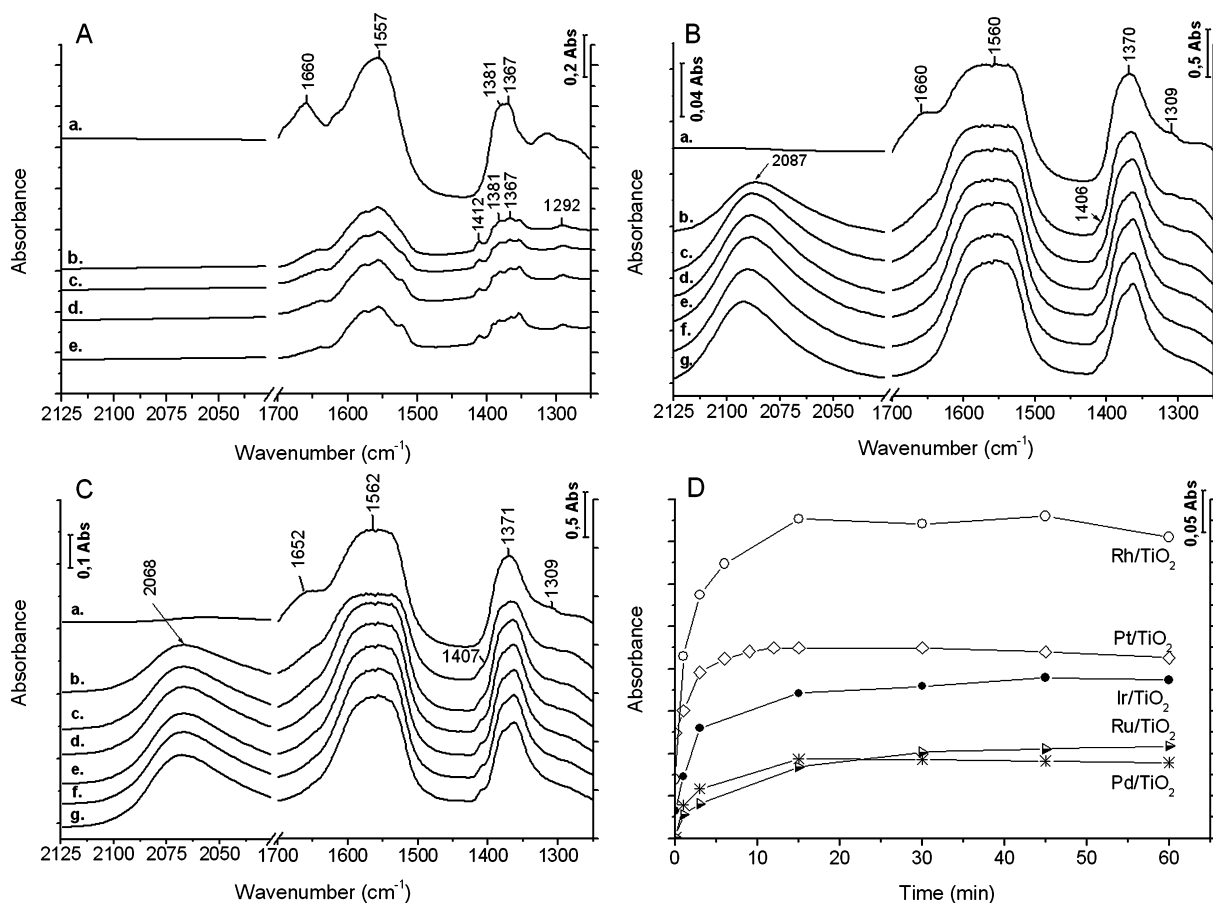 A
1660
1557
1381
1367
0,2 Abs
a.
1412
1381
1367
1292
b.
c.
d.
e.
Absorbance
2125 2100 2075 2050 1700 1600 1500 1400 1300
Wavenumber (cm-1)
B
0,04 Abs
1660
1560
1370
1309
0,5 Abs
a.
2087
1406
b.
c.
d.
e.
f.
g.
Absorbance
2125 2100 2075 2050 1700 1600 1500 1400 1300
Wavenumber (cm-1)
C
0,1 Abs
2068
1652
1562
1371
1309
0,5 Abs
a.
1407
b.
c.
d.
e.
f.
g.
Absorbance
2125 2100 2075 2050 1700 1600 1500 1400 1300
Wavenumber (cm-1)
D
0,05 Abs
Rh/TiO2
Pt/TiO2
Ir/TiO2
Ru/TiO2
Pd/TiO2
Absorbance
0 10 20 30 40 50 60
Time (min)